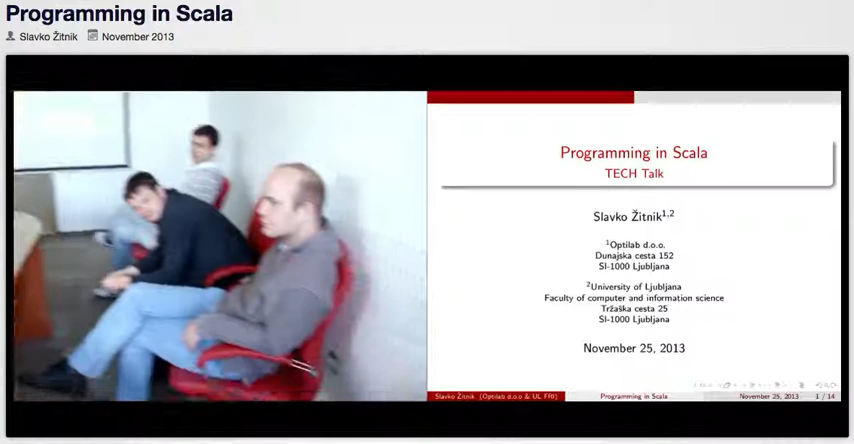 Programming in Scala
Slavko Žitnik November 2013
Programming in Scala
TECH Talk
Slavko Žitnik1,2
1Optilab d.o.o.
Dunajska cesta 152
SI-1000 Ljubljana
2University of Ljubljana
Faculty of computer and information science
Tržaška cesta 25
SI-1000 Ljubljana
November 25, 2013
Slavko Žitnik (Optilab d.o.o & UL FRI) Programming in Scala November 25, 2013 1 / 14